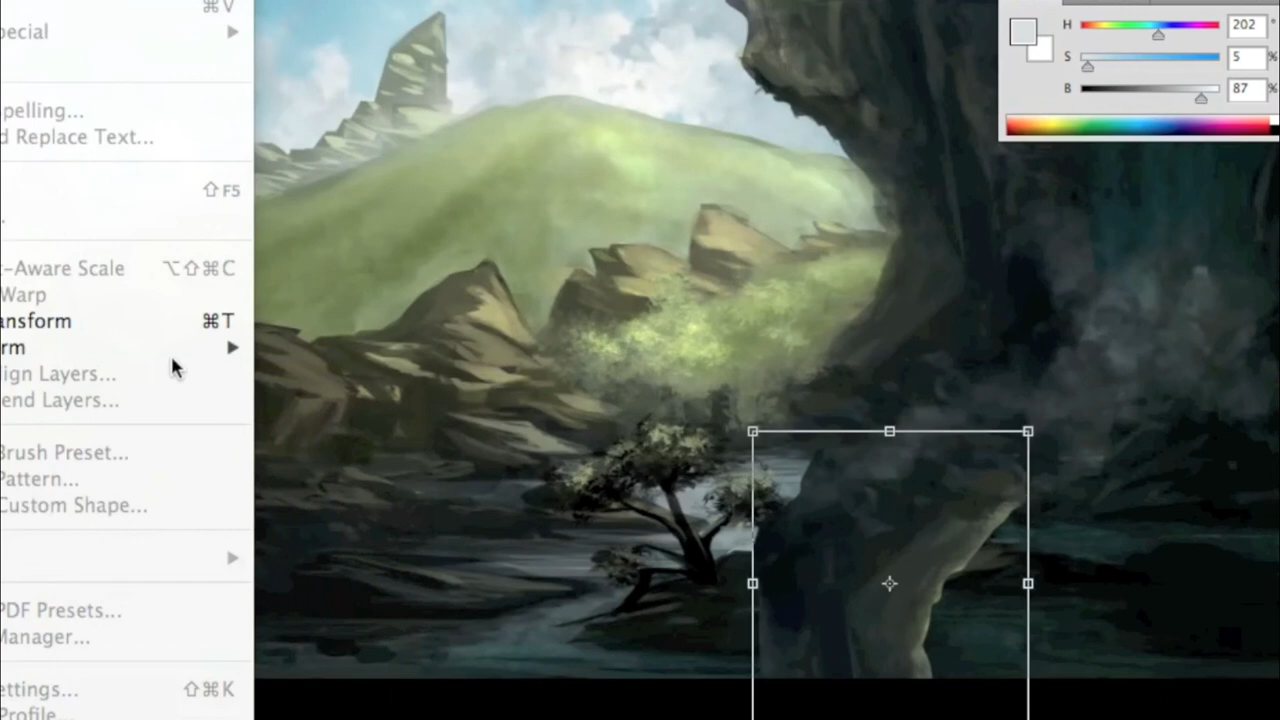 ⌘V
pecial
pelling...
d Replace Text...
⇧F5
.
t-Aware Scale ⌥⇧⌘C
Warp
ansform ⌘T
rm
ign Layers...
end Layers...
Brush Preset...
Pattern...
Custom Shape...
PDF Presets...
Manager...
ettings... ⇧⌘K
Profile...
H 202 °
S 5 %
B 87 %